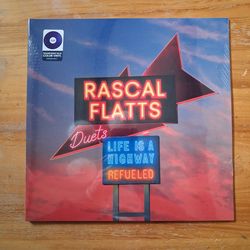 RASCAL
FLATTS
Duets
LIFE IS A
HIGHWAY
REFUELED